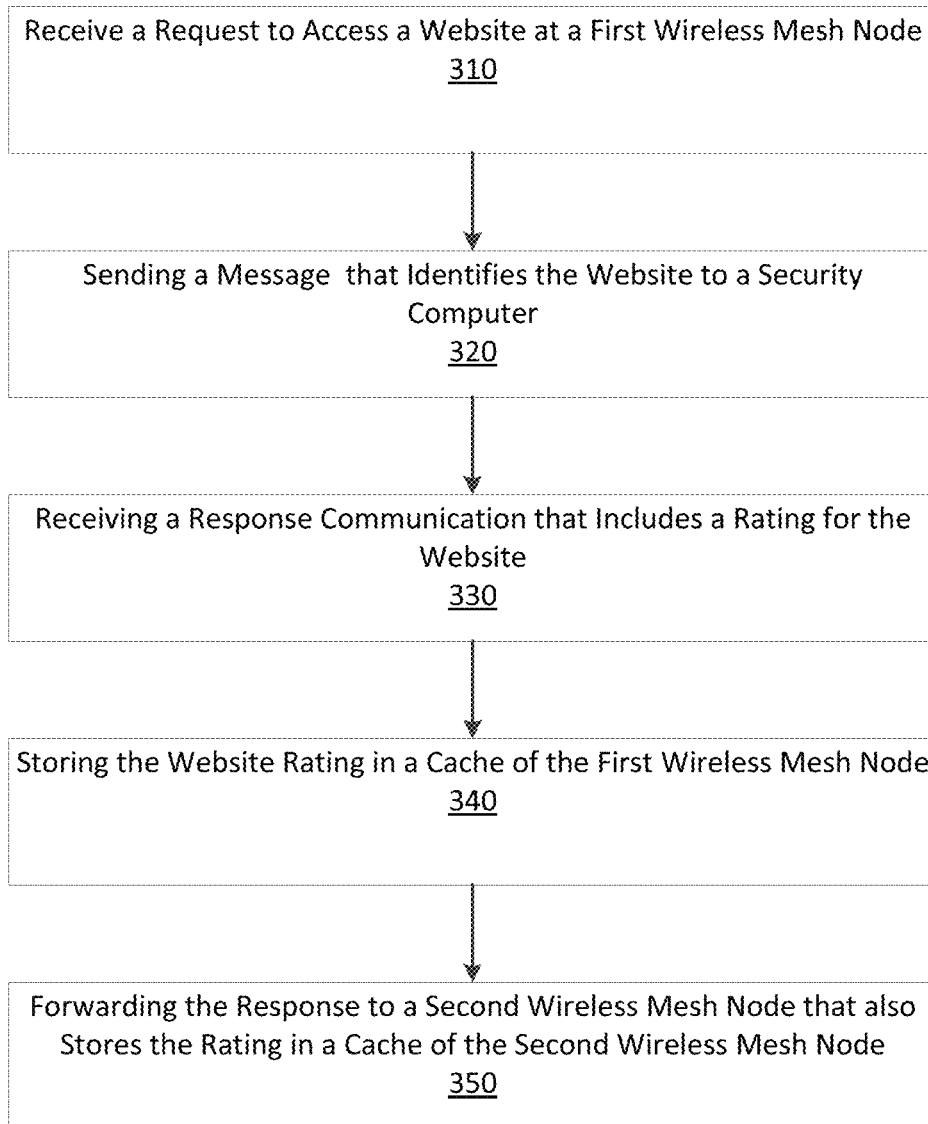 Receive a Request to Access a Website at a First Wireless Mesh Node
310
Sending a Message that Identifies the Website to a Security
Computer
320
Receiving a Response Communication that Includes a Rating for the
Website
330
Storing the Website Rating in a Cache of the First Wireless Mesh Node
340
Forwarding the Response to a Second Wireless Mesh Node that also
Stores the Rating in a Cache of the Second Wireless Mesh Node
350